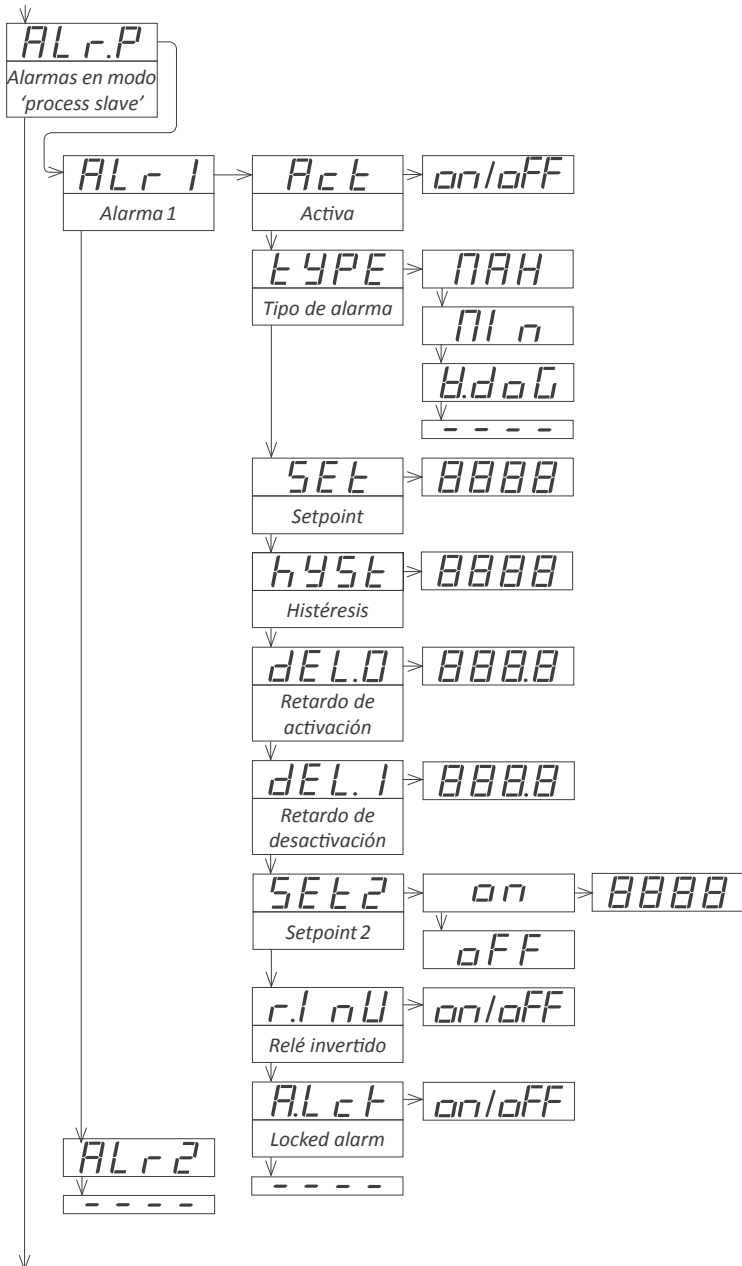 ALr.P
Alarmas en modo
‘process slave’
ALr 1
Alarma 1
Act
Activa
on/oFF
tYPE
Tipo de alarma
MAX
MIn
W.doG
- - - -
SEt
Setpoint
8888
hYSt
Histéresis
8888
dEL.0
Retardo de
activación
888.8
dEL.1
Retardo de
desactivación
888.8
SEt2
Setpoint 2
on
8888
oFF
r.InV
Relé invertido
on/oFF
A.Lck
Locked alarm
on/oFF
- - - -
ALr2
- - - -